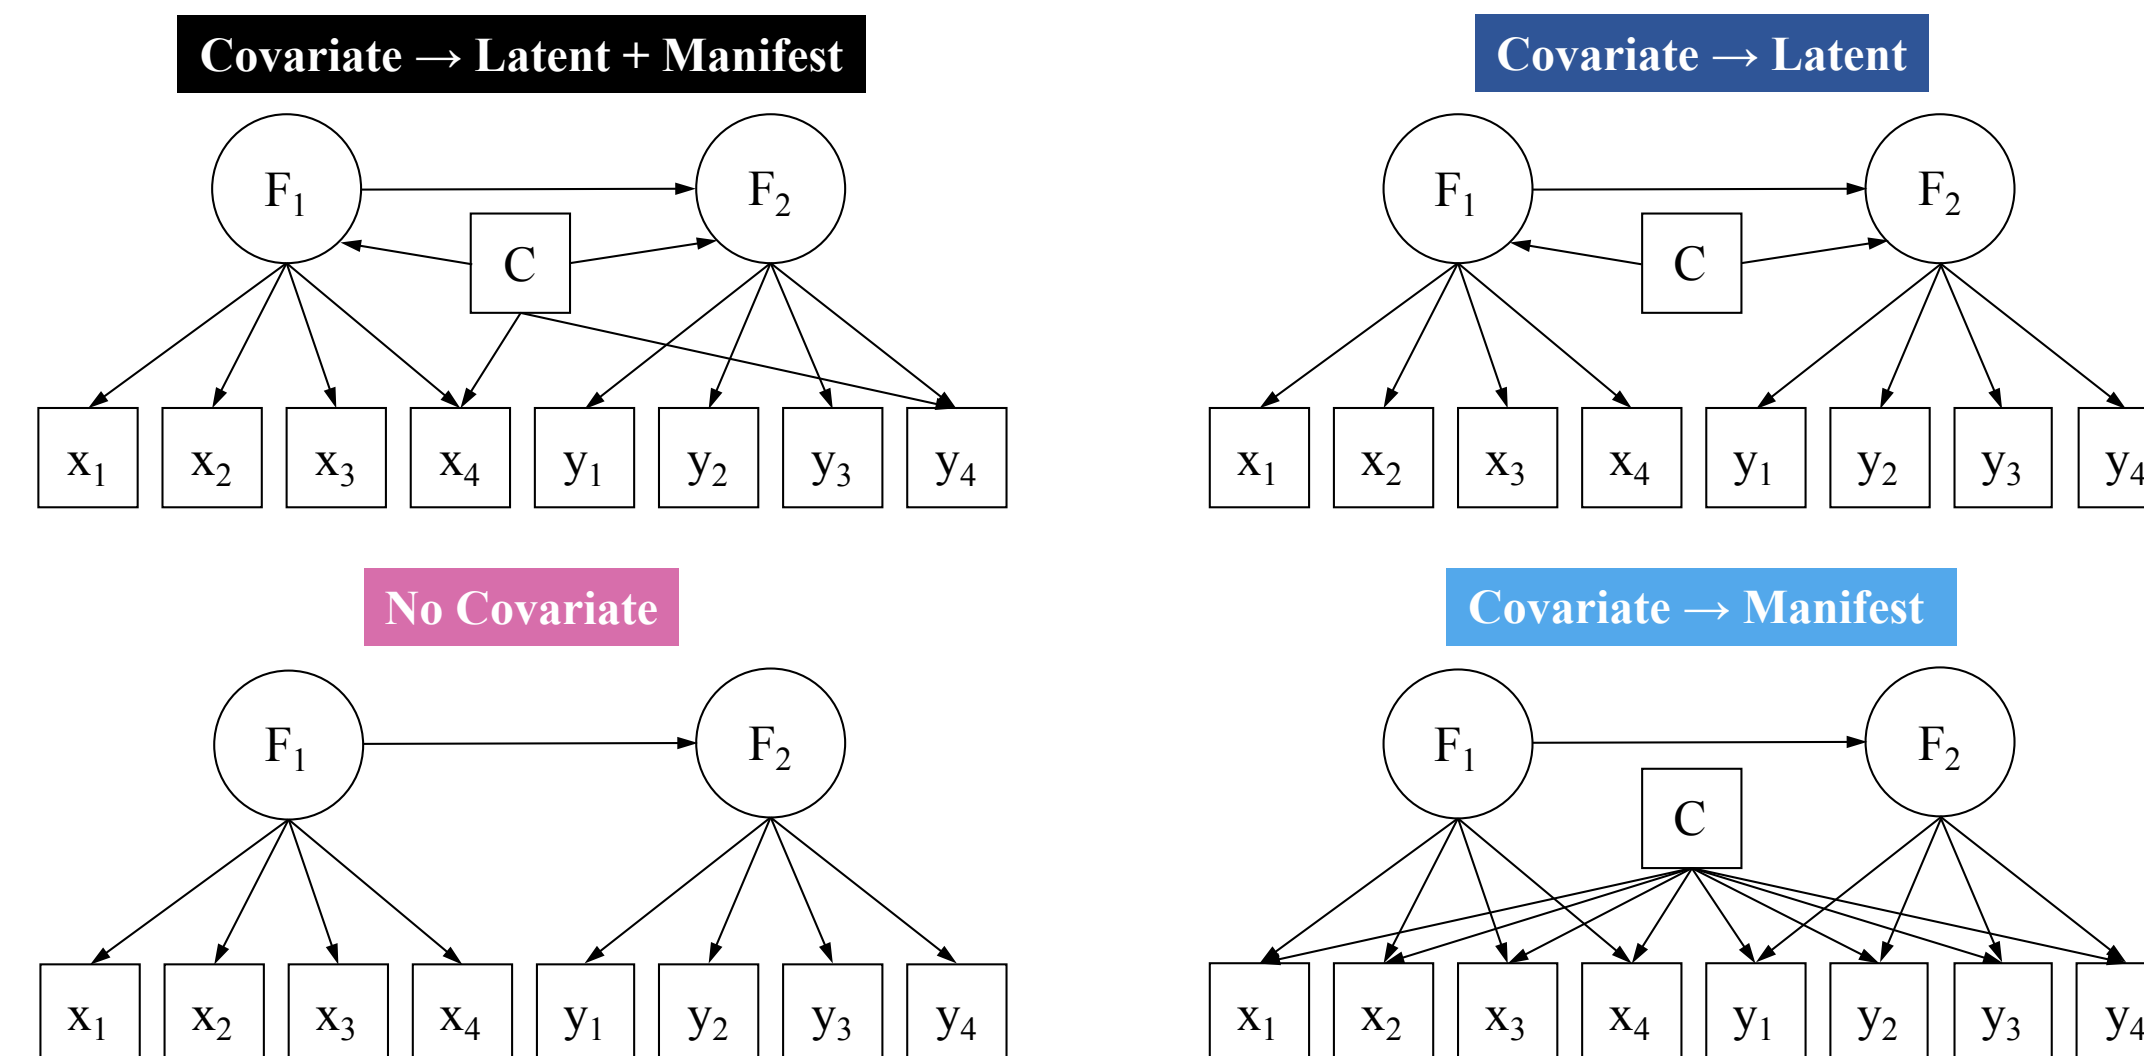 Covariate → Latent + Manifest
F₁ F₂
C
x₁ x₂ x₃ x₄ y₁ y₂ y₃ y₄
Covariate → Latent
F₁ F₂
C
x₁ x₂ x₃ x₄ y₁ y₂ y₃ y₄
No Covariate
F₁ F₂
x₁ x₂ x₃ x₄ y₁ y₂ y₃ y₄
Covariate → Manifest
F₁ F₂
C
x₁ x₂ x₃ x₄ y₁ y₂ y₃ y₄